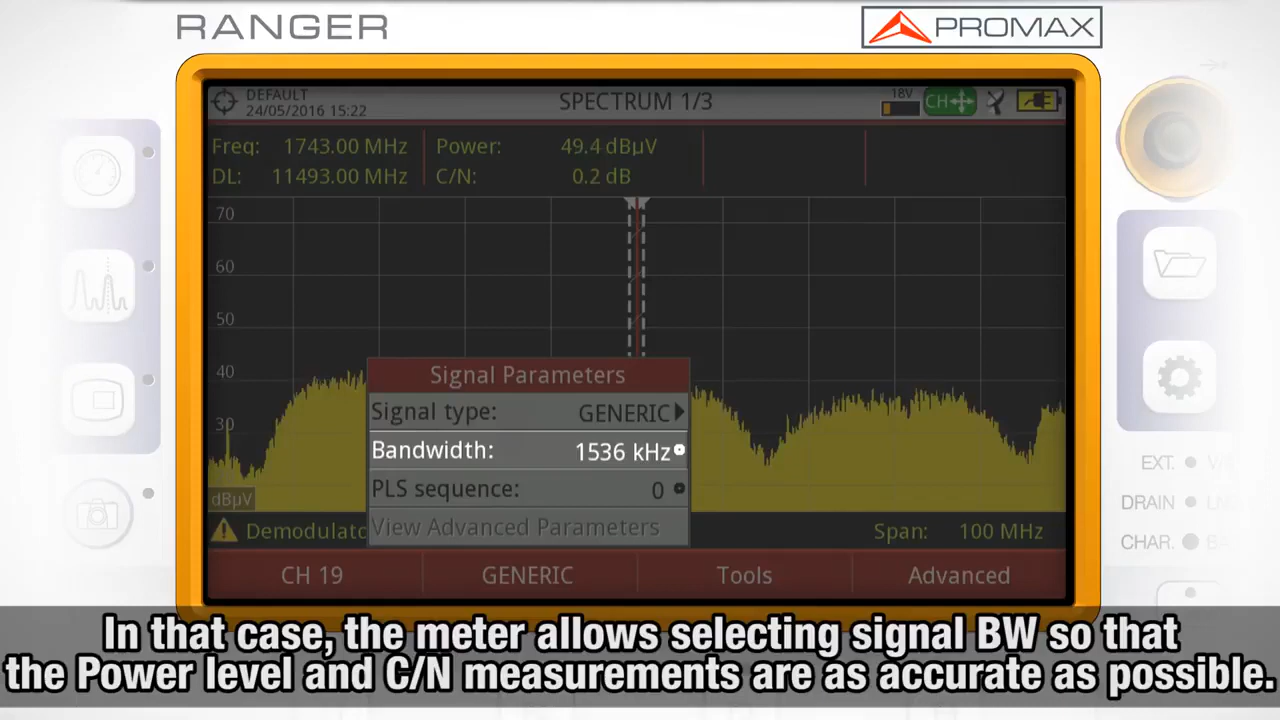 RANGER
PROMAX
DEFAULT
24/05/2016 15:22
SPECTRUM 1/3
18V
CH
Freq: 1743.00 MHz
Power: 49.4 dBµV
DL: 11493.00 MHz
C/N: 0.2 dB
70
60
50
40
30
dBµV
Signal Parameters
Signal type: GENERIC
Bandwidth: 1536 kHz
PLS sequence: 0
View Advanced Parameters
Span: 100 MHz
CH 19
GENERIC
Tools
Advanced
EXT.
DRAIN
CHAR.
In that case, the meter allows selecting signal BW so that
the Power level and C/N measurements are as accurate as possible.